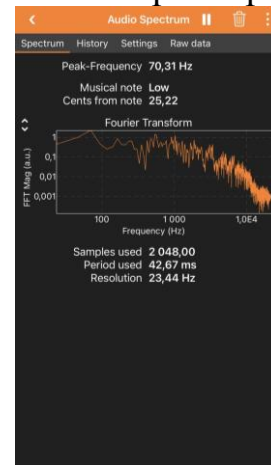 Audio Spectrum
Spectrum History Settings Raw data
Peak-Frequency 70,31 Hz
Musical note Low
Cents from note 25,22
Fourier Transform
FFT Mag (a.u.)
1
0,1
0,01
0,001
100 1 000 1,0E4
Frequency (Hz)
Samples used 2 048,00
Period used 42,67 ms
Resolution 23,44 Hz